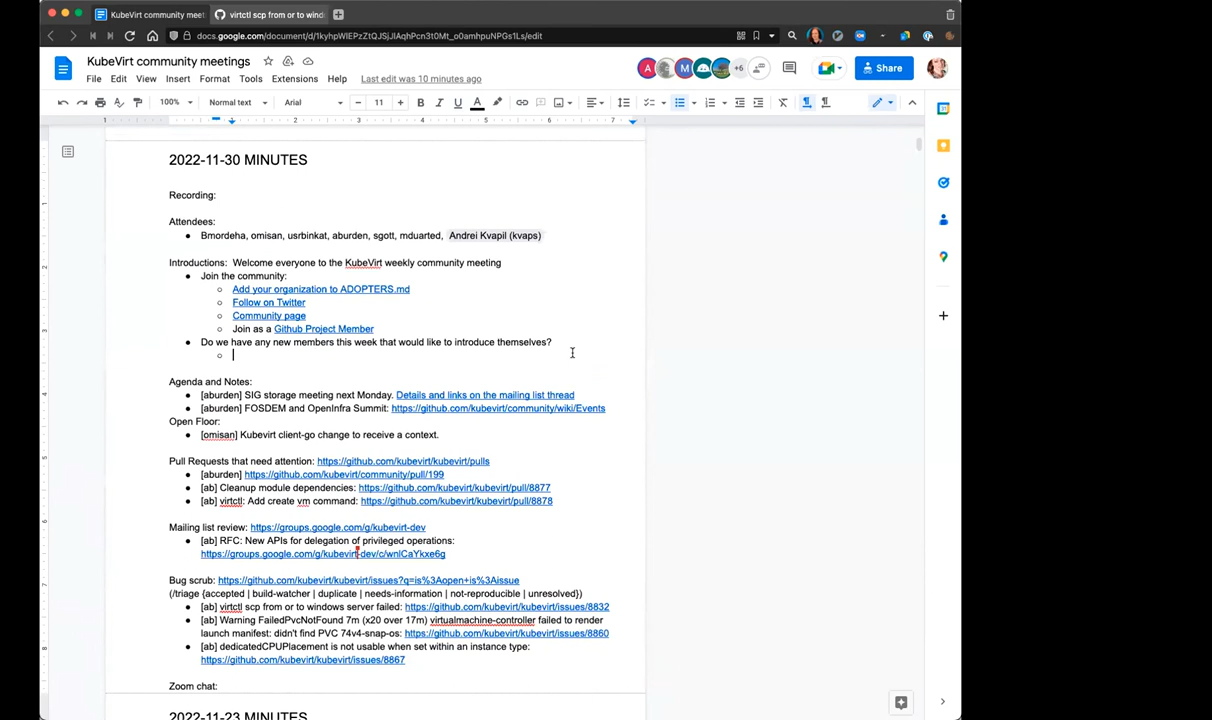 KubeVirt community meet
virtctl scp from or to wind
docs.google.com/document/d/1kyhpWlEPzZtQJSjJlAqhPcn3t0Mt_o0amhpuNPGs1Ls/edit
KubeVirt community meetings
File Edit View Insert Format Tools Extensions Help Last edit was 10 minutes ago
A M +6 Share
100% Normal text Arial 11
1 1 2 3 4 5 6 7
2022-11-30 MINUTES
Recording:
Attendees:
● Bmordeha, omisan, usrbinkat, aburden, sgott, mduarted, Andrei Kvapil (kvaps)
Introductions: Welcome everyone to the KubeVirt weekly community meeting
● Join the community:
○ Add your organization to ADOPTERS.md
○ Follow on Twitter
○ Community page
○ Join as a Github Project Member
● Do we have any new members this week that would like to introduce themselves?
○
Agenda and Notes:
● [aburden] SIG storage meeting next Monday. Details and links on the mailing list thread
● [aburden] FOSDEM and OpenInfra Summit: https://github.com/kubevirt/community/wiki/Events
Open Floor:
● [omisan] Kubevirt client-go change to receive a context.
Pull Requests that need attention: https://github.com/kubevirt/kubevirt/pulls
● [aburden] https://github.com/kubevirt/community/pull/199
● [ab] Cleanup module dependencies: https://github.com/kubevirt/kubevirt/pull/8877
● [ab] virtctl: Add create vm command: https://github.com/kubevirt/kubevirt/pull/8878
Mailing list review: https://groups.google.com/g/kubevirt-dev
● [ab] RFC: New APIs for delegation of privileged operations:
https://groups.google.com/g/kubevirt-dev/c/wnlCaYkxe6g
Bug scrub: https://github.com/kubevirt/kubevirt/issues?q=is%3Aopen+is%3Aissue
(/triage {accepted | build-watcher | duplicate | needs-information | not-reproducible | unresolved})
● [ab] virtctl scp from or to windows server failed: https://github.com/kubevirt/kubevirt/issues/8832
● [ab] Warning FailedPvcNotFound 7m (x20 over 17m) virtualmachine-controller failed to render
launch manifest: didn't find PVC 74v4-snap-os: https://github.com/kubevirt/kubevirt/issues/8860
● [ab] dedicatedCPUPlacement is not usable when set within an instance type:
https://github.com/kubevirt/kubevirt/issues/8867
Zoom chat:
2022-11-23 MINUTES